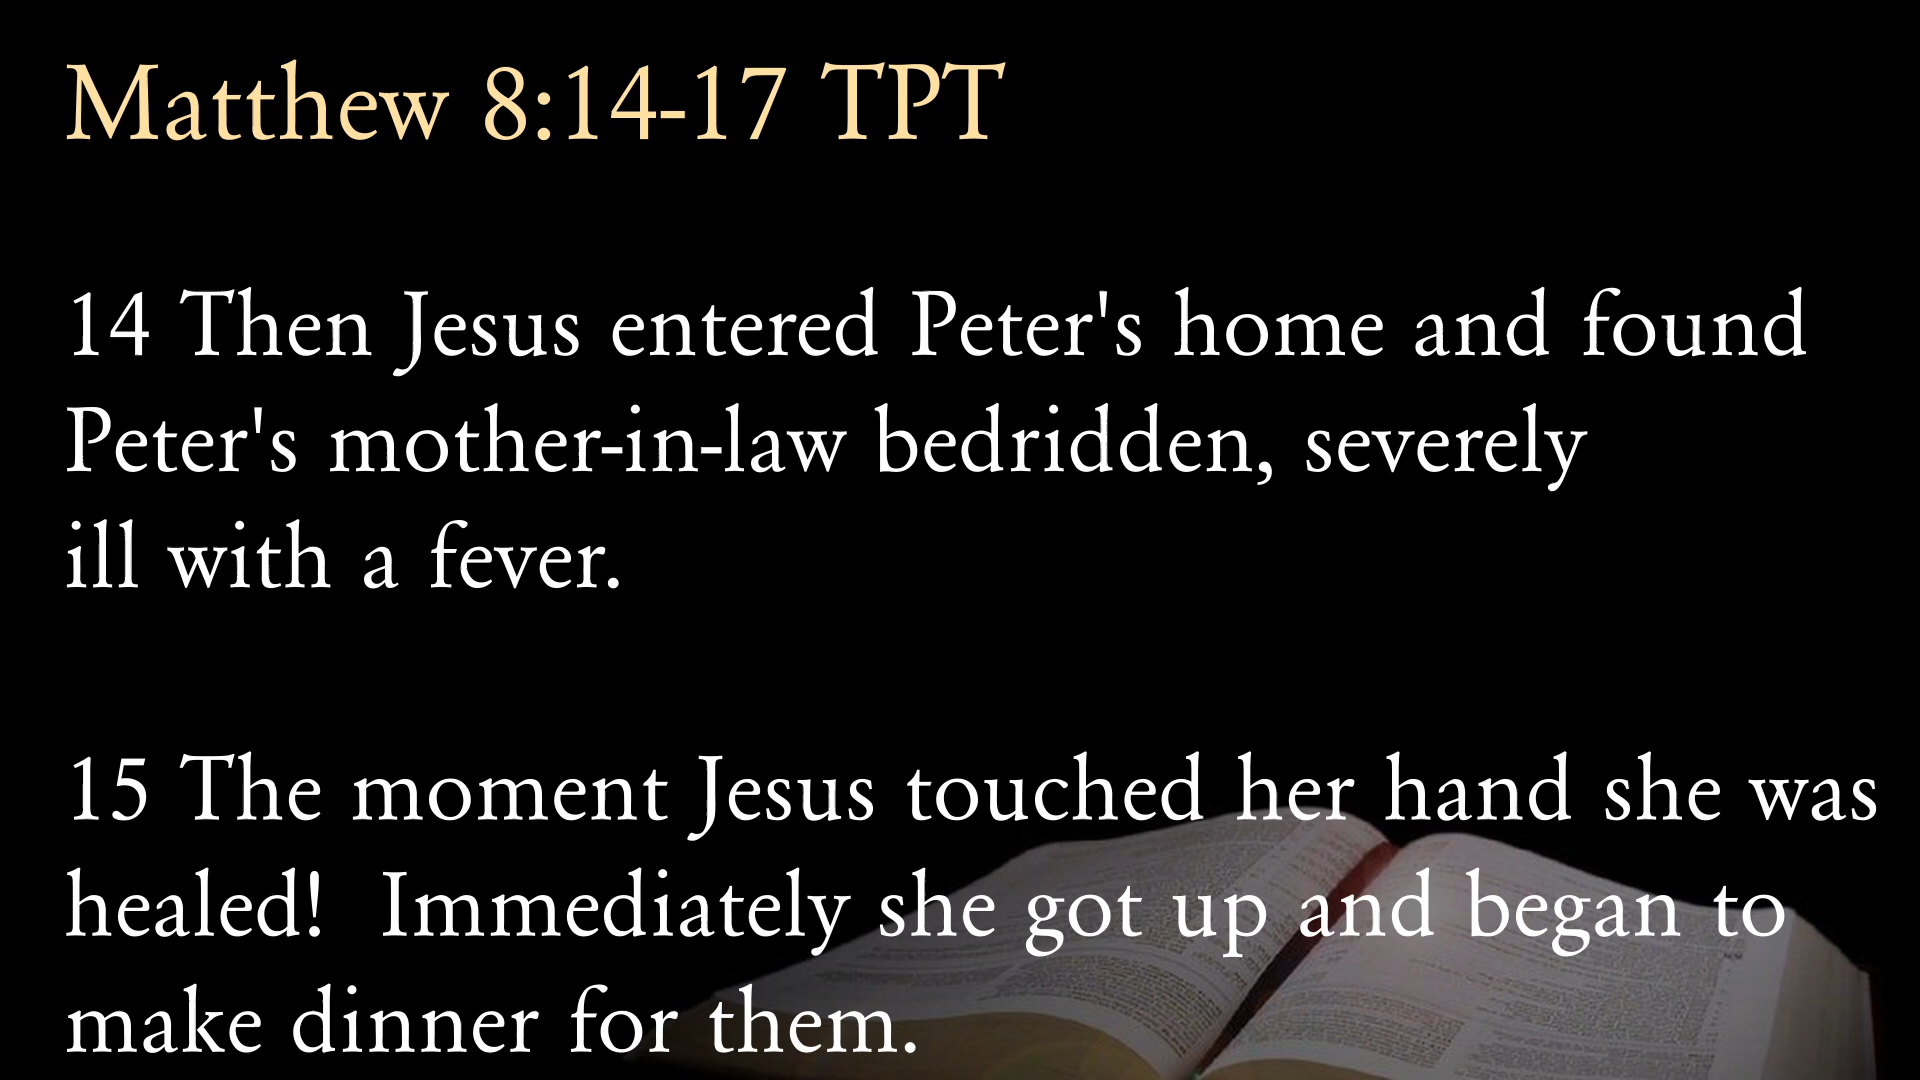 Matthew 8:14-17 TPT
14 Then Jesus entered Peter's home and found
Peter's mother-in-law bedridden, severely
ill with a fever.
15 The moment Jesus touched her hand she was
healed!  Immediately she got up and began to
make dinner for them.